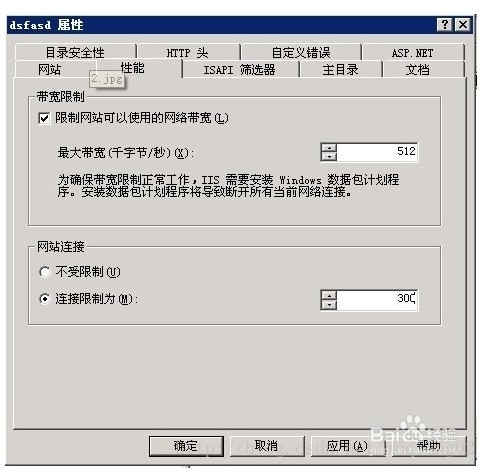 dsfasd 属性
目录安全性 HTTP 头 自定义错误 ASP.NET
网站 性能 ISAPI 筛选器 主目录 文档
2.jpg
带宽限制
限制网站可以使用的网络带宽(L)
最大带宽(千字节/秒)(X): 512
为确保带宽限制正常工作，IIS 需要安装 Windows 数据包计划程
序。安装数据包计划程序将导致断开所有当前网络连接。
网站连接
不受限制(U)
连接限制为(M): 300
确定 取消 应用(A) 帮助
Baidu 经验